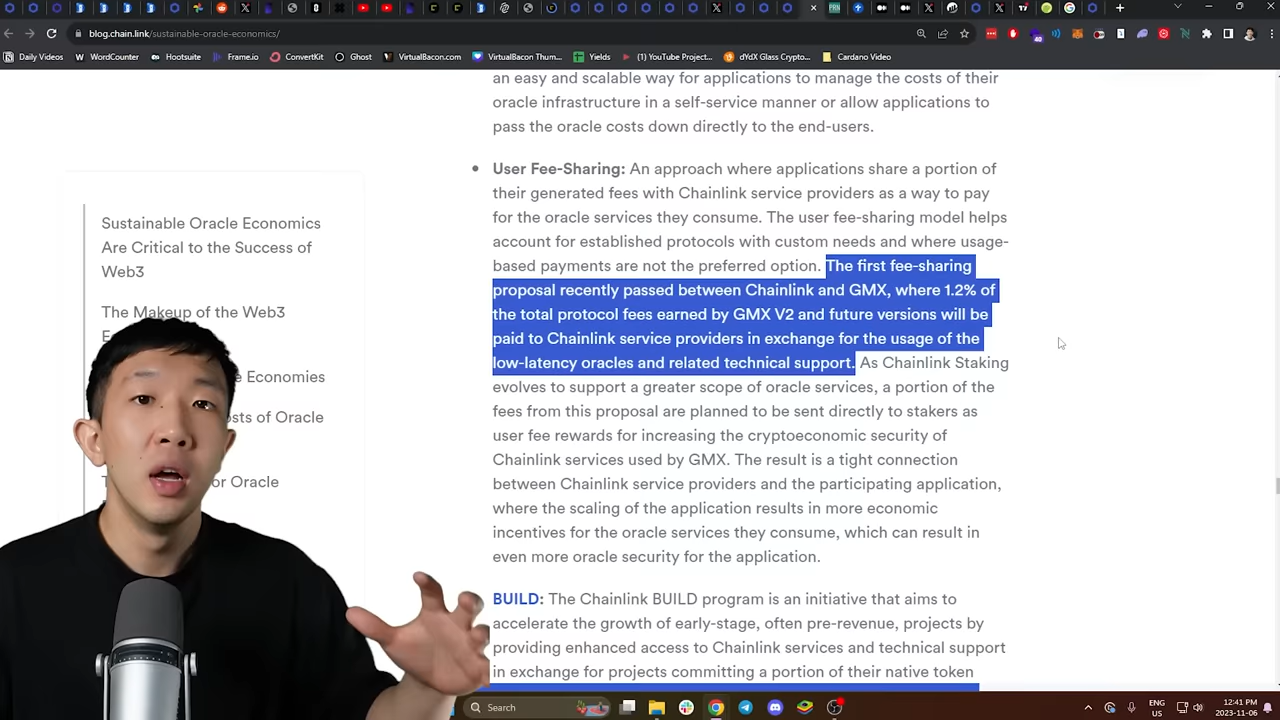 blog.chain.link/sustainable-oracle-economics/
Daily Videos
WordCounter
Hootsuite
Frame.io
ConvertKit
Ghost
VirtualBacon.com
VirtualBacon Thum...
Yields
(1) YouTube Project...
dYdX Glass Crypto...
Cardano Video
an easy and scalable way for applications to manage the costs of their
oracle infrastructure in a self-service manner or allow applications to
pass the oracle costs down directly to the end-users.
User Fee-Sharing: An approach where applications share a portion of
their generated fees with Chainlink service providers as a way to pay
for the oracle services they consume. The user fee-sharing model helps
account for established protocols with custom needs and where usage-
based payments are not the preferred option. The first fee-sharing
proposal recently passed between Chainlink and GMX, where 1.2% of
the total protocol fees earned by GMX V2 and future versions will be
paid to Chainlink service providers in exchange for the usage of the
low-latency oracles and related technical support. As Chainlink Staking
evolves to support a greater scope of oracle services, a portion of the
fees from this proposal are planned to be sent directly to stakers as
user fee rewards for increasing the cryptoeconomic security of
Chainlink services used by GMX. The result is a tight connection
between Chainlink service providers and the participating application,
where the scaling of the application results in more economic
incentives for the oracle services they consume, which can result in
even more oracle security for the application.
BUILD: The Chainlink BUILD program is an initiative that aims to
accelerate the growth of early-stage, often pre-revenue, projects by
providing enhanced access to Chainlink services and technical support
in exchange for projects committing a portion of their native token
Sustainable Oracle Economics
Are Critical to the Success of
Web3
The Makeup of the Web3
Economies
of Oracle
or Oracle
Search
ENG
US
12:41 PM
2023-11-06